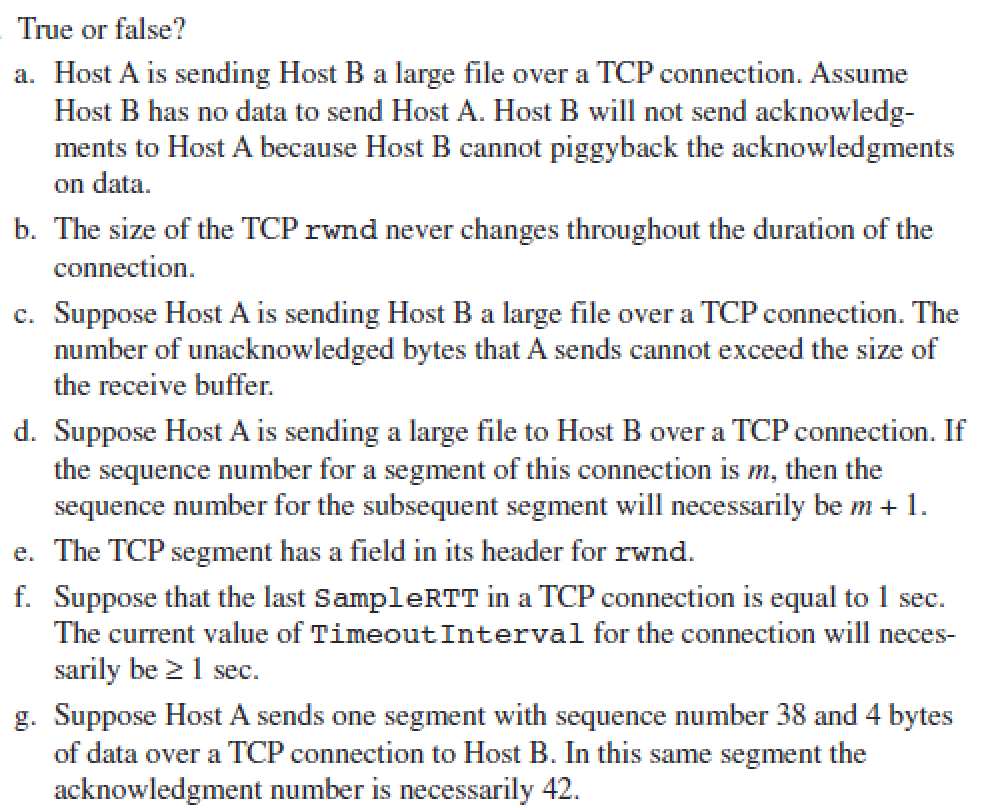 True or false?
a. Host A is sending Host B a large file over a TCP connection. Assume
Host B has no data to send Host A. Host B will not send acknowledg-
ments to Host A because Host B cannot piggyback the acknowledgments
on data.
b. The size of the TCP rwnd never changes throughout the duration of the
connection.
c. Suppose Host A is sending Host B a large file over a TCP connection. The
number of unacknowledged bytes that A sends cannot exceed the size of
the receive buffer.
d. Suppose Host A is sending a large file to Host B over a TCP connection. If
the sequence number for a segment of this connection is m, then the
sequence number for the subsequent segment will necessarily be m + 1.
e. The TCP segment has a field in its header for rwnd.
f. Suppose that the last SampleRTT in a TCP connection is equal to 1 sec.
The current value of TimeoutInterval for the connection will neces-
sarily be ≥ 1 sec.
g. Suppose Host A sends one segment with sequence number 38 and 4 bytes
of data over a TCP connection to Host B. In this same segment the
acknowledgment number is necessarily 42.